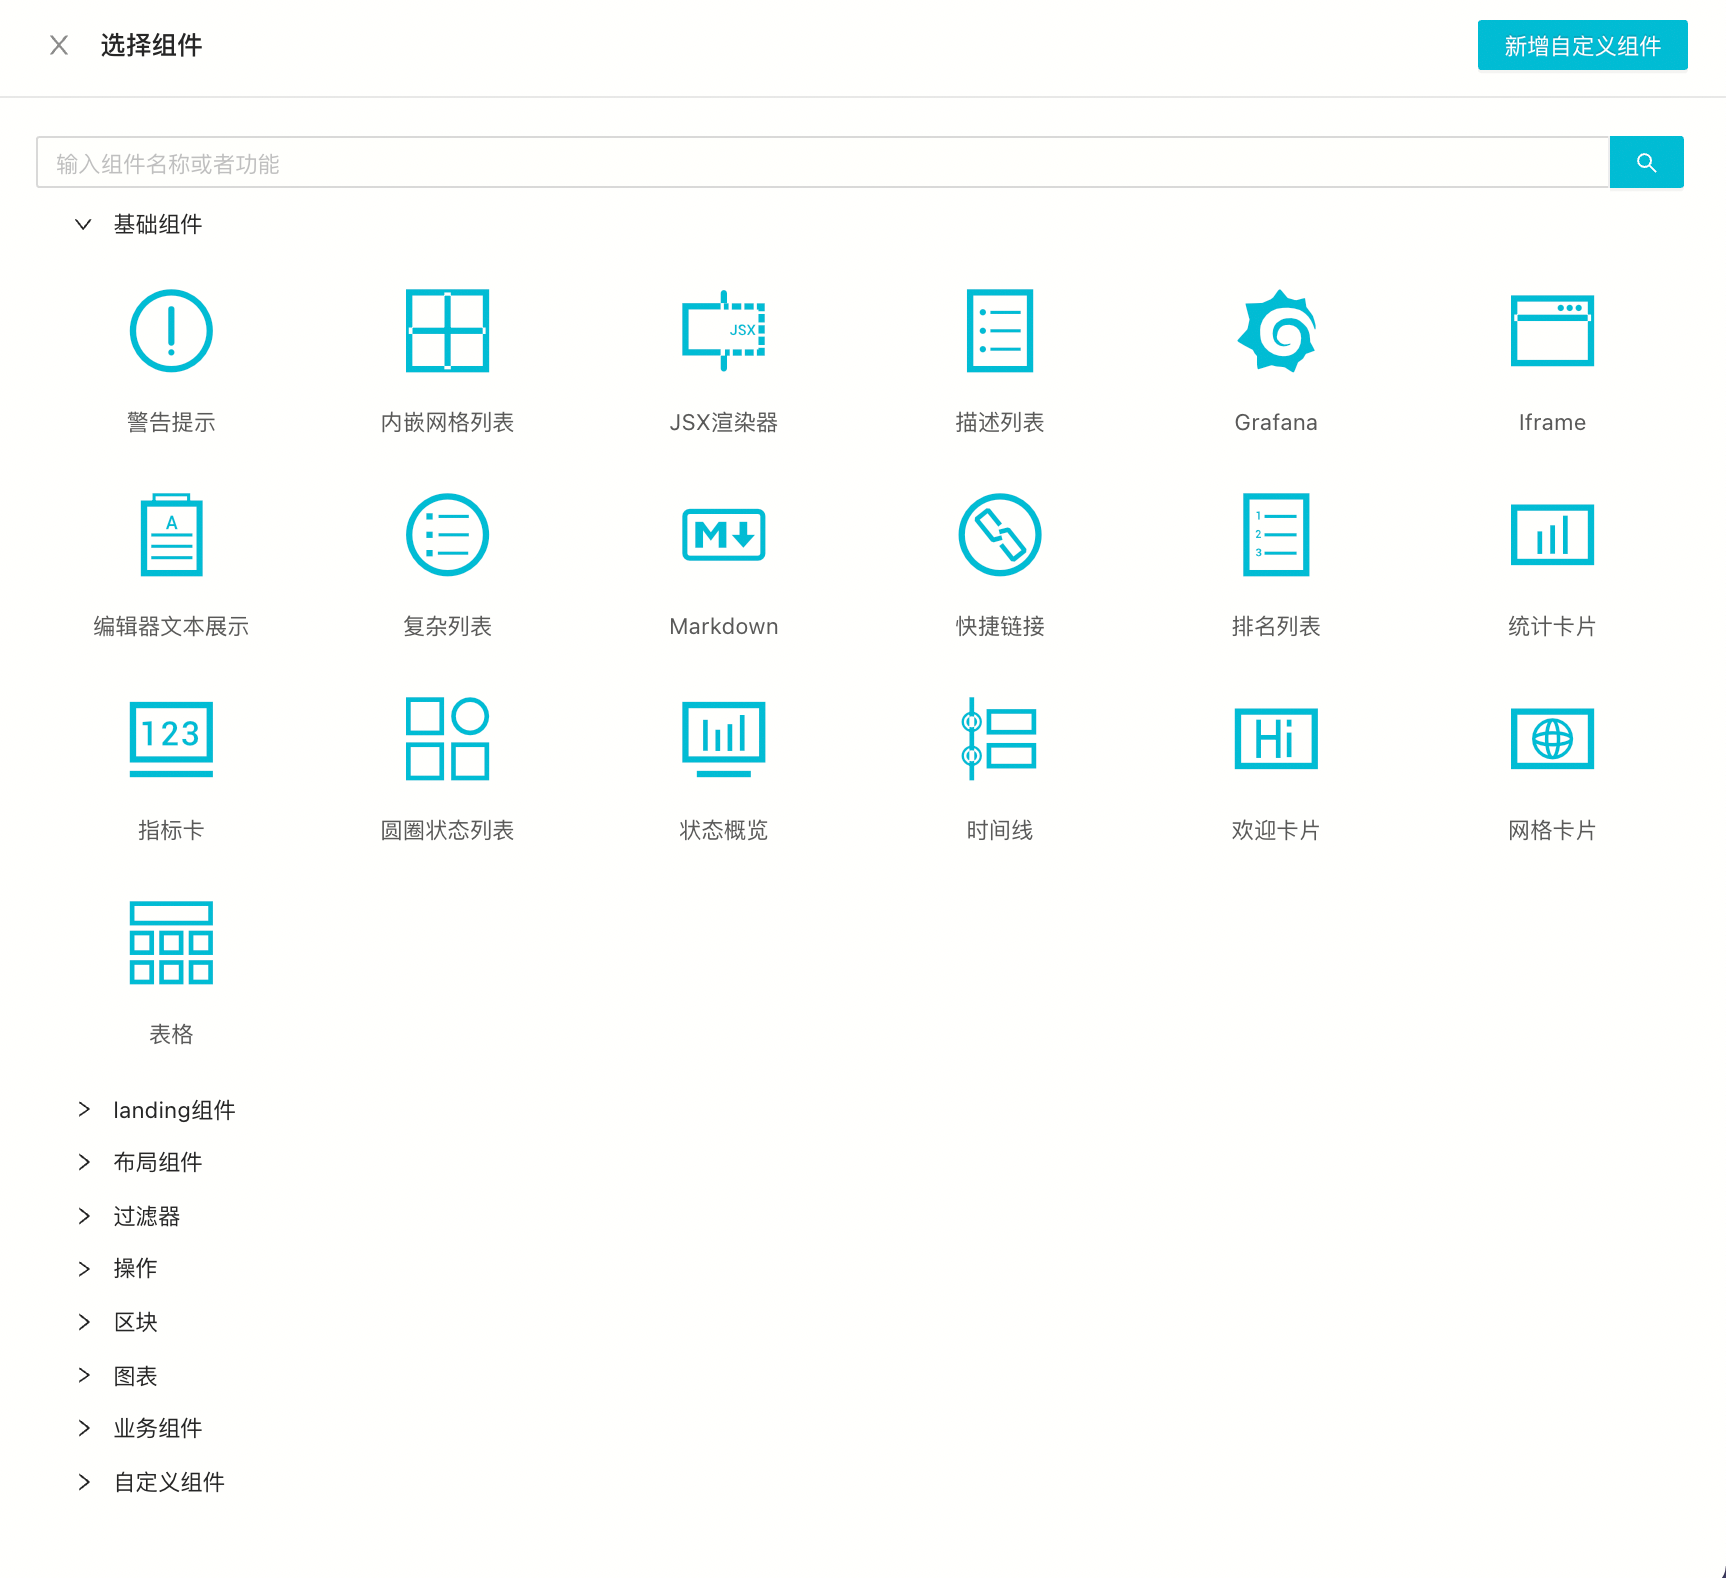 选择组件
新增自定义组件
输入组件名称或者功能
基础组件
JSX
警告提示
内嵌网格列表
JSX渲染器
描述列表
Grafana
Iframe
A
M
1
2
3
编辑器文本展示
复杂列表
Markdown
快捷链接
排名列表
统计卡片
123
Hi
指标卡
圆圈状态列表
状态概览
时间线
欢迎卡片
网格卡片
表格
landing组件
布局组件
过滤器
操作
区块
图表
业务组件
自定义组件